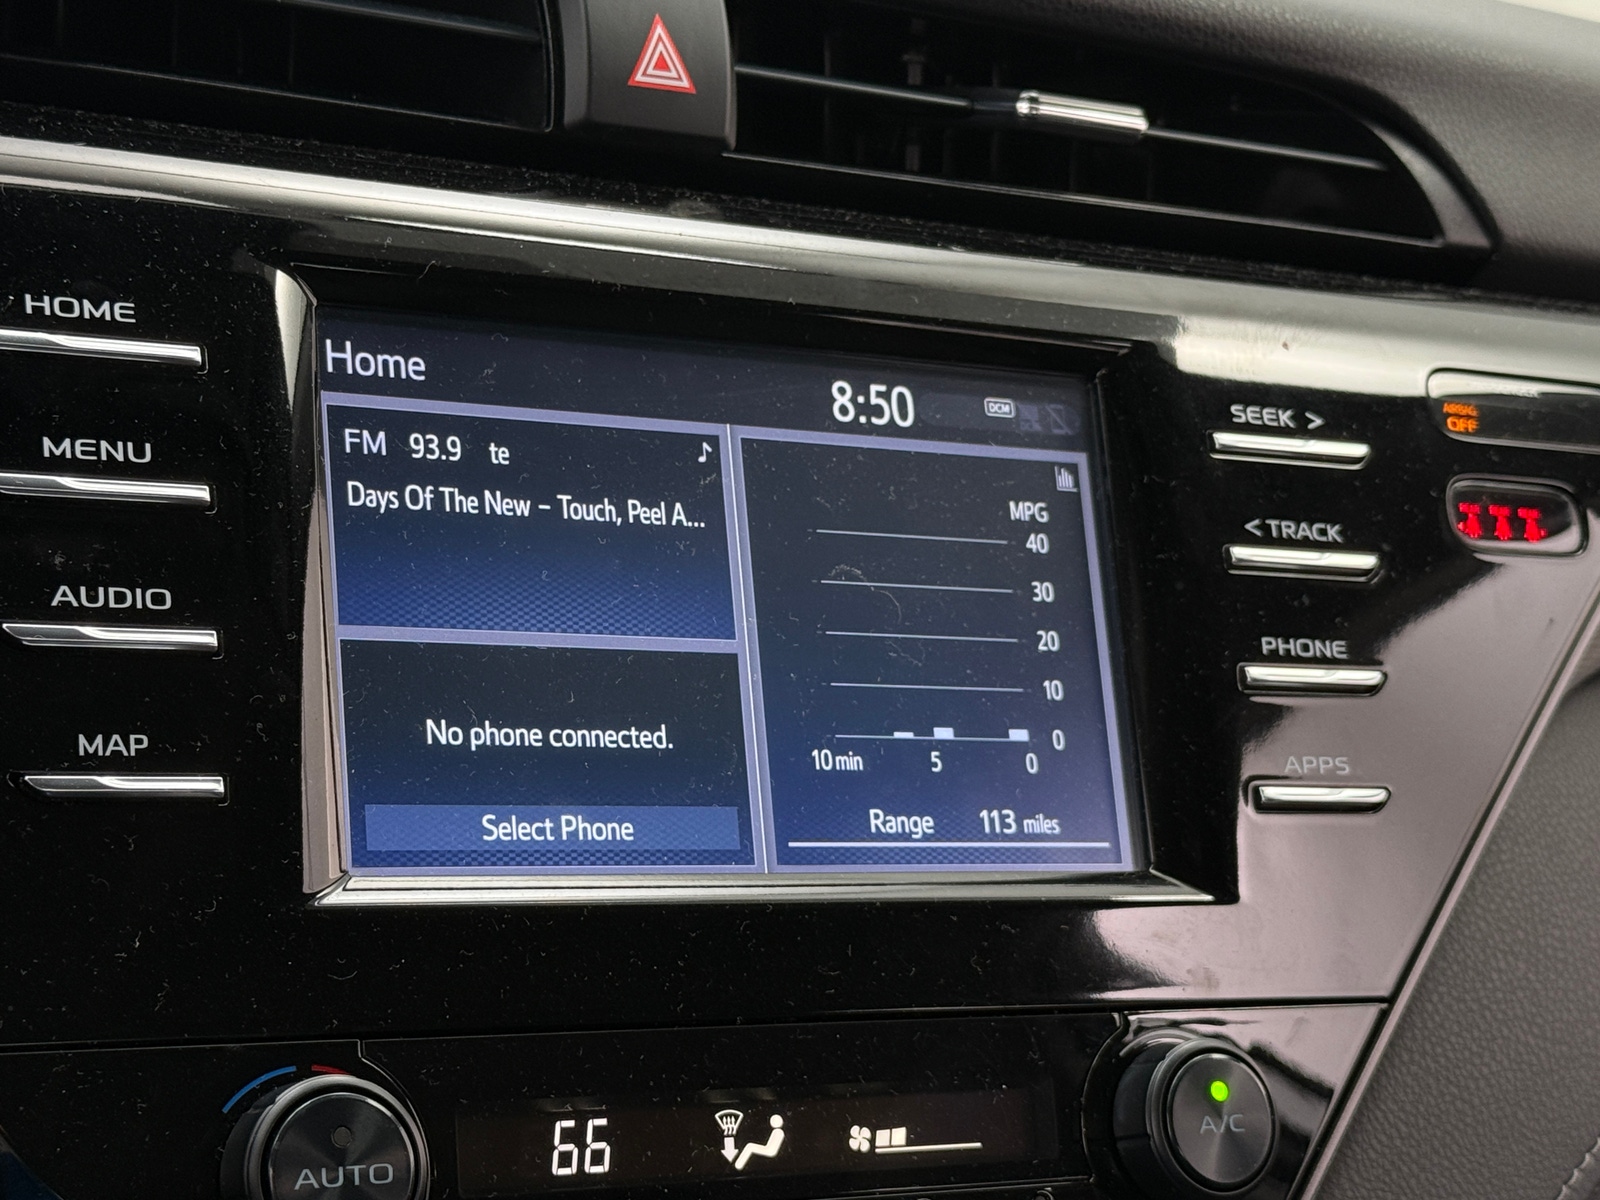 HOME
MENU
AUDIO
MAP
Home
8:50
DCM
FM 93.9 te
Days Of The New – Touch, Peel A...
No phone connected.
Select Phone
MPG
40
30
20
10
0
10 min 5 0
Range 113 miles
SEEK >
< TRACK
PHONE
APPS
OFF
AUTO
66
A/C